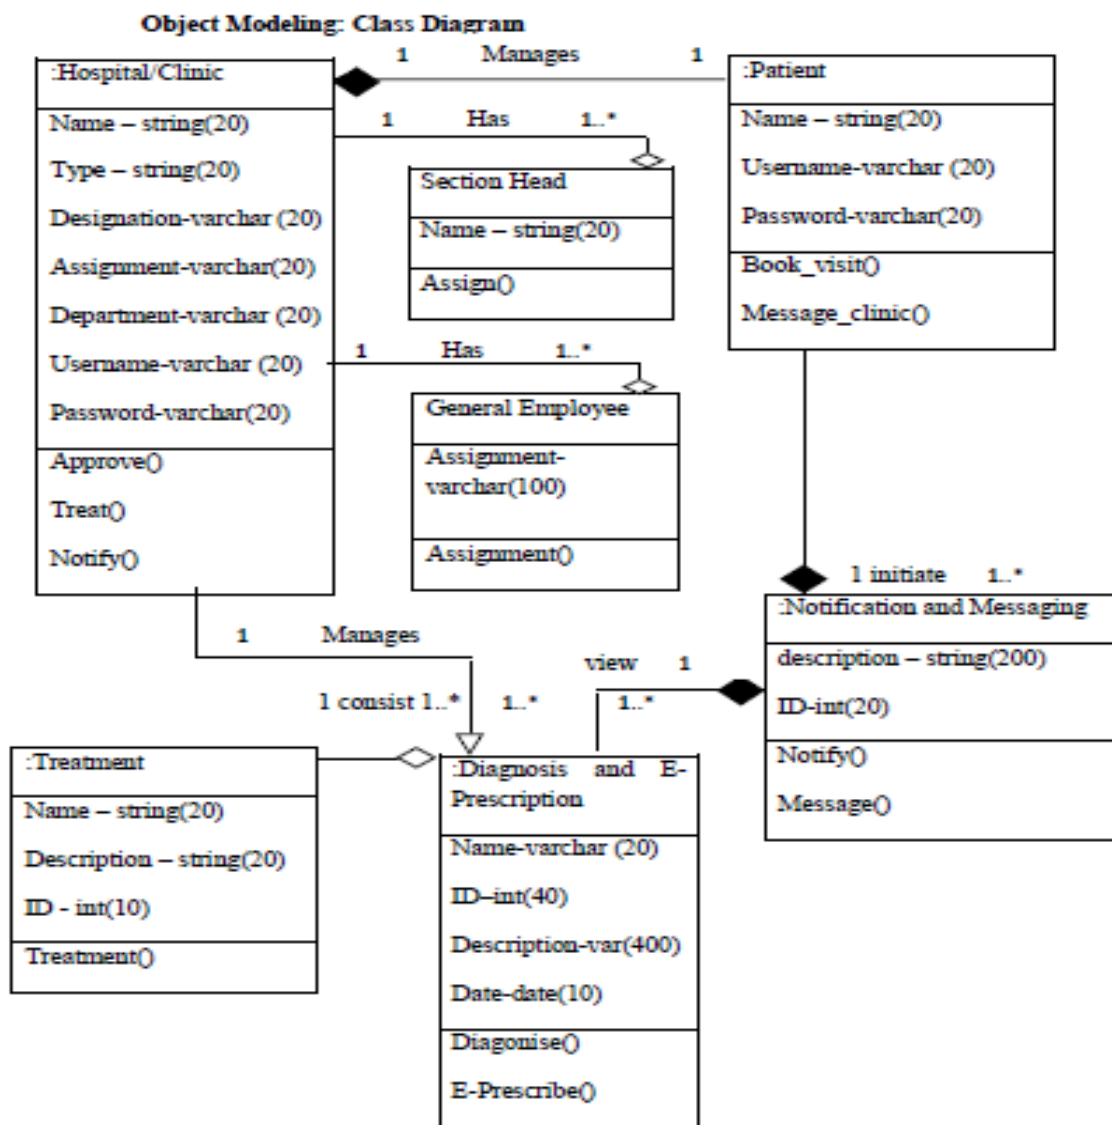 Object Modeling: Class Diagram
1 Manages 1
:Hospital/Clinic
Name – string(20)
Type – string(20)
Designation-varchar (20)
Assignment-varchar(20)
Department-varchar (20)
Username-varchar (20)
Password-varchar(20)
Approve()
Treat()
Notify()
1 Has 1..*
Section Head
Name – string(20)
Assign()
1 Has 1..*
General Employee
Assignment-
varchar(100)
Assignment()
:Patient
Name – string(20)
Username-varchar (20)
Password-varchar(20)
Book_visit()
Message_clinic()
1 initiate 1..*
:Notification and Messaging
description – string(200)
ID-int(20)
Notify()
Message()
1 Manages
view 1
1 consist 1..* 1..* 1..*
:Treatment
Name – string(20)
Description – string(20)
ID - int(10)
Treatment()
:Diagnosis and E-
Prescription
Name-varchar (20)
ID–int(40)
Description-var(400)
Date-date(10)
Diagonise()
E-Prescribe()